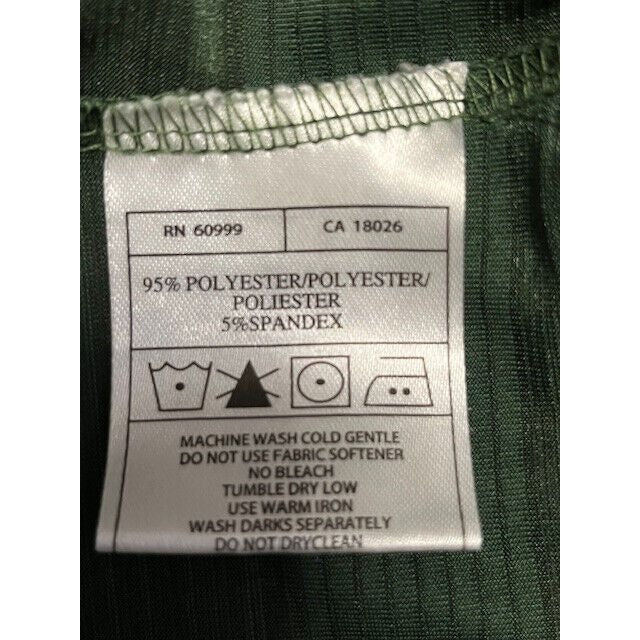 RN 60999 CA 18026
95% POLYESTER/POLYESTER/
POLIESTER
5%SPANDEX
MACHINE WASH COLD GENTLE
DO NOT USE FABRIC SOFTENER
NO BLEACH
TUMBLE DRY LOW
USE WARM IRON
WASH DARKS SEPARATELY
DO NOT DRYCLEAN